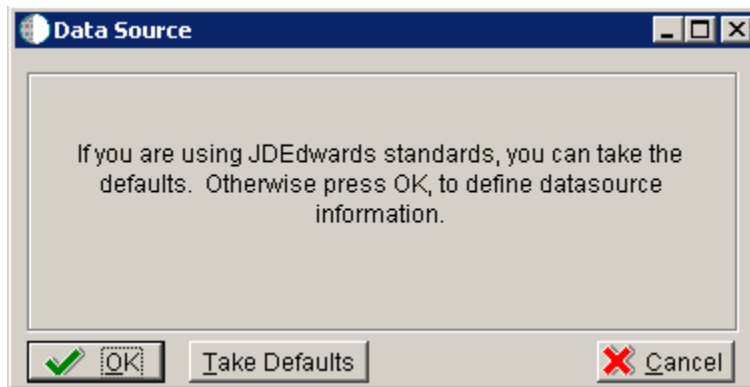 Data Source
If you are using JDEdwards standards, you can take the
defaults. Otherwise press OK, to define datasource
information.
OK
Take Defaults
Cancel